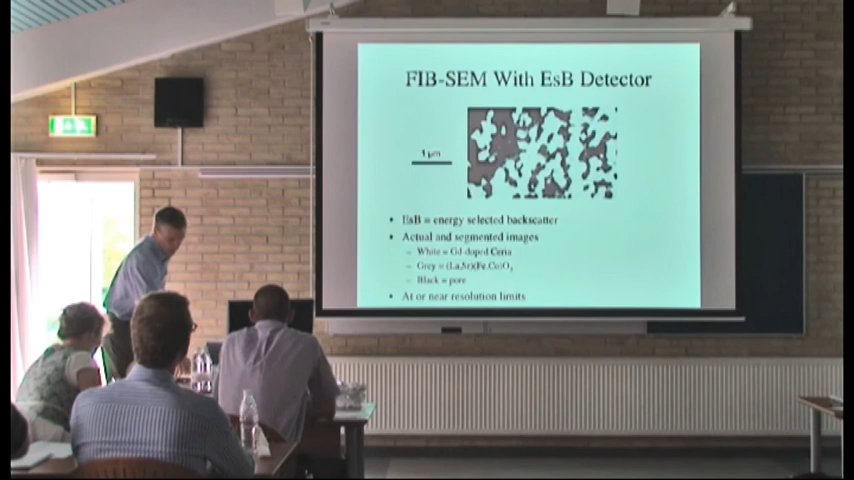 FIB-SEM With EsB Detector
1 µm
• EsB = energy selected backscatter
• Actual and segmented images
– White = Gd-doped Ceria
– Grey = (La,Sr)(Fe,Co)O₃
– Black = pore
• At or near resolution limits